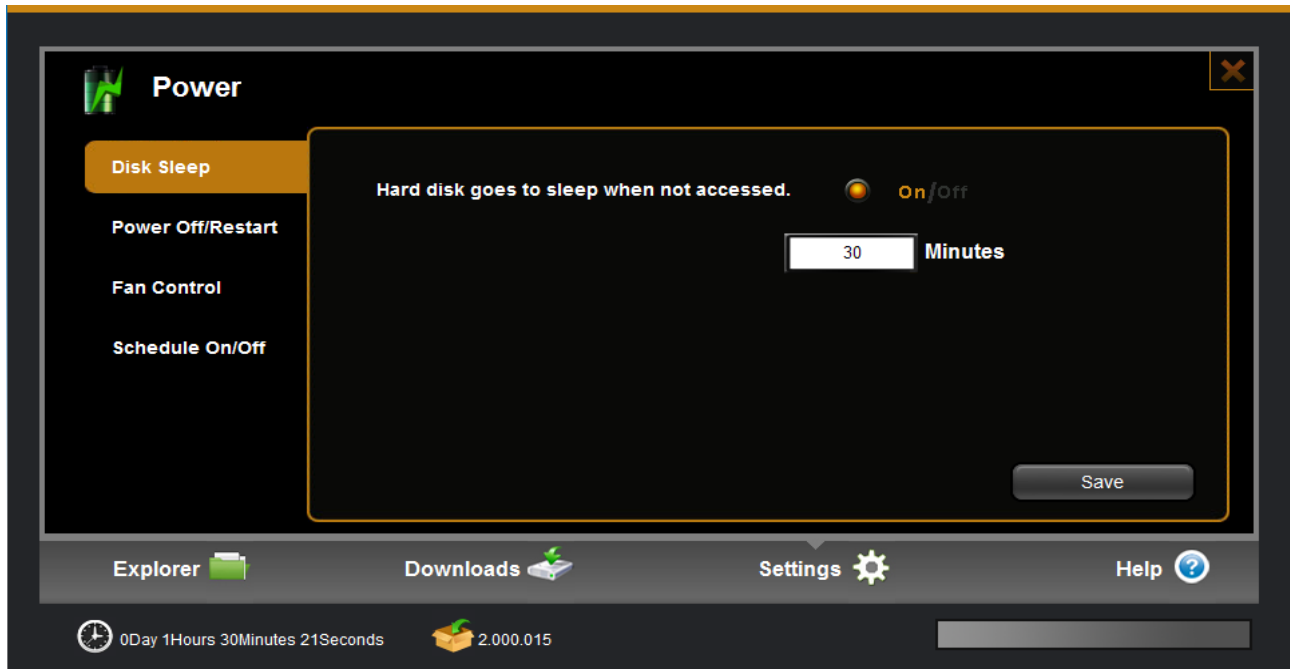 Power
Disk Sleep
Hard disk goes to sleep when not accessed. On/Off
30 Minutes
Power Off/Restart
Fan Control
Schedule On/Off
Save
Explorer Downloads Settings Help
0Day 1Hours 30Minutes 21Seconds 2.000.015